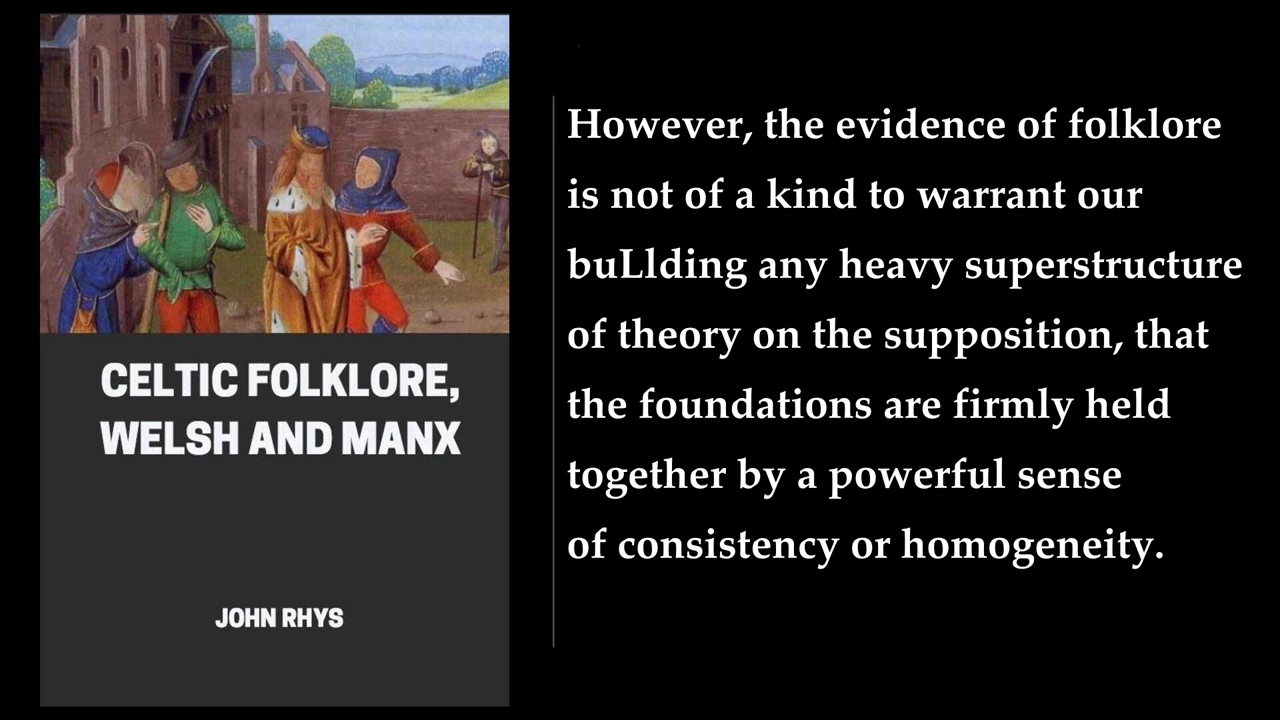 CELTIC FOLKLORE,
WELSH AND MANX
JOHN RHYS
However, the evidence of folklore
is not of a kind to warrant our
buLlding any heavy superstructure
of theory on the supposition, that
the foundations are firmly held
together by a powerful sense
of consistency or homogeneity.